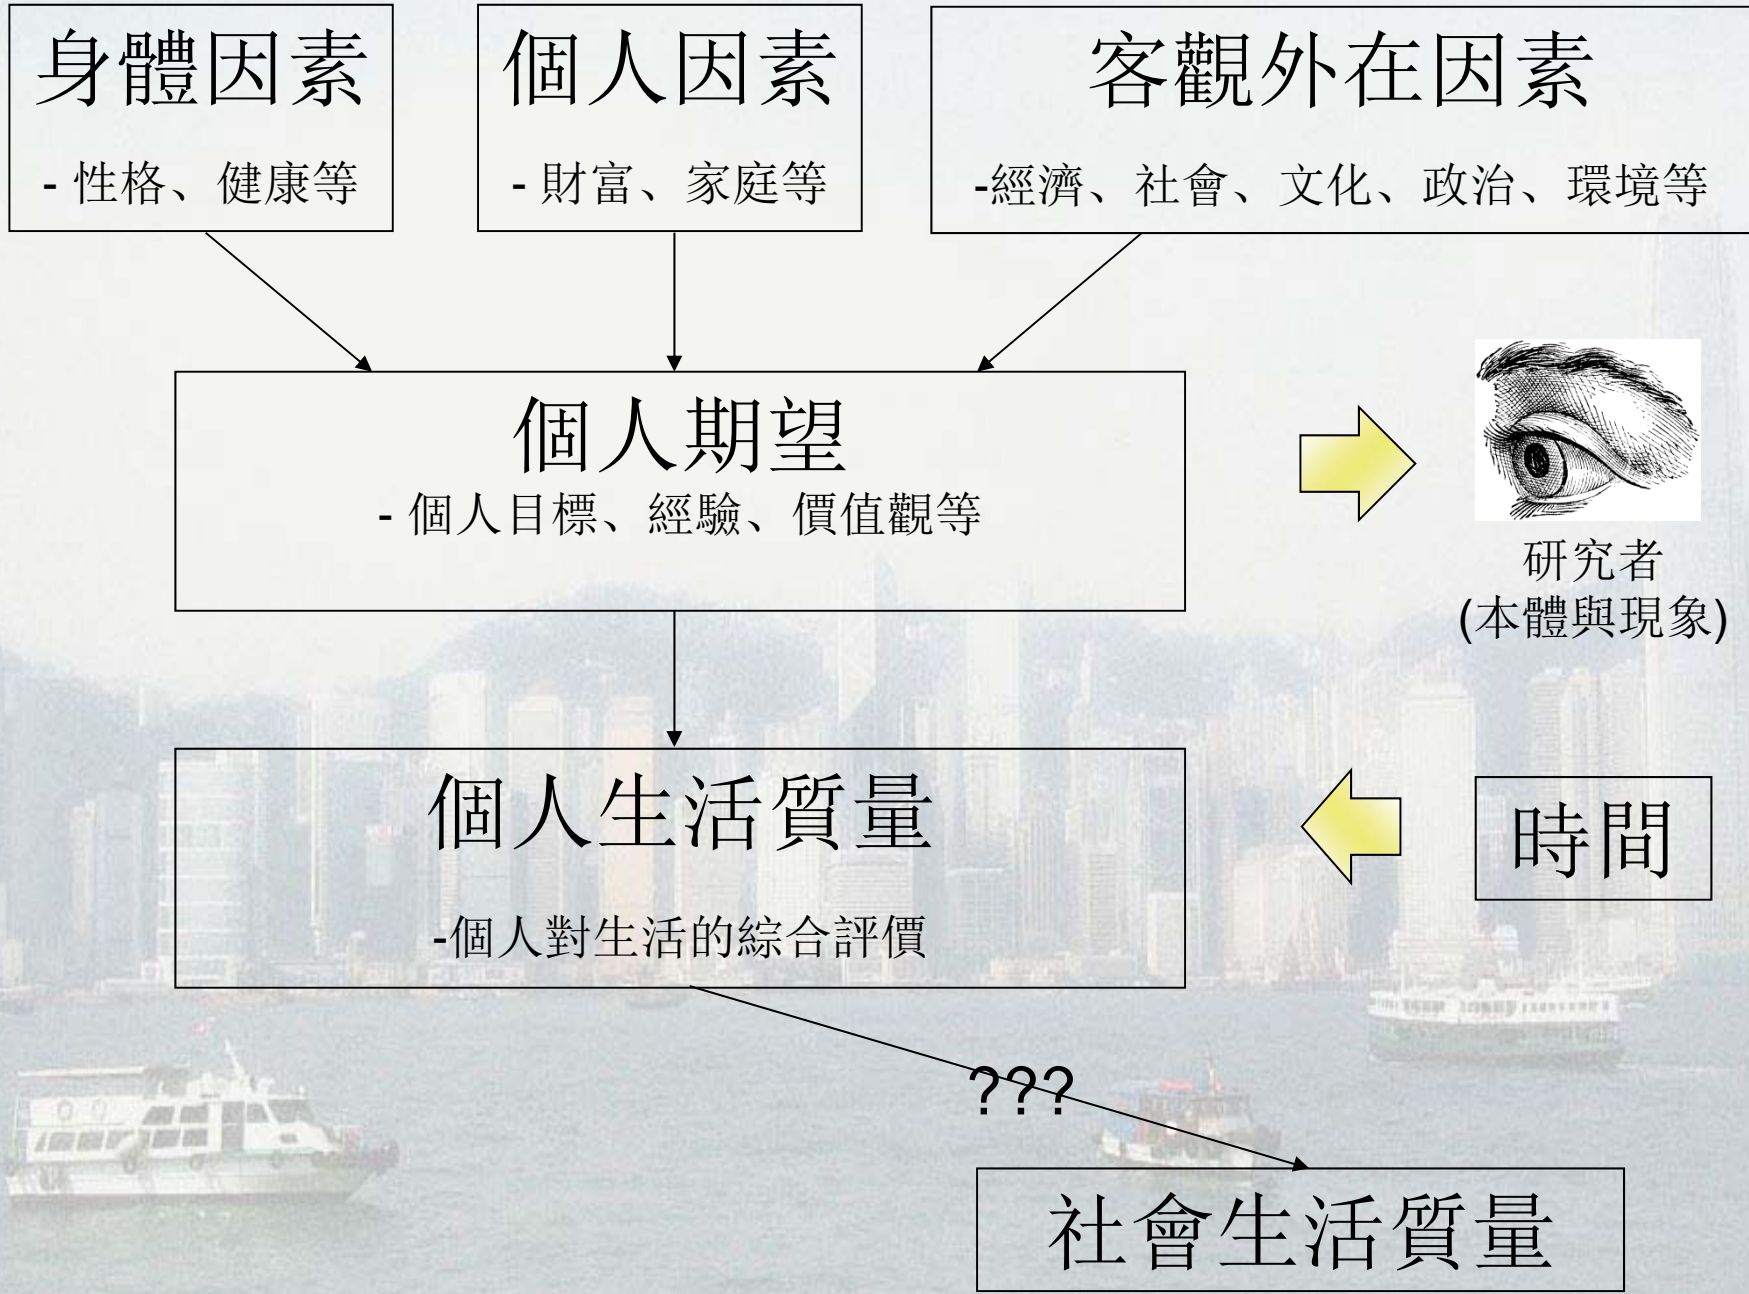 身體因素
- 性格、健康等
個人因素
- 財富、家庭等
客觀外在因素
-經濟、社會、文化、政治、環境等
個人期望
- 個人目標、經驗、價值觀等
研究者
(本體與現象)
個人生活質量
-個人對生活的綜合評價
時間
???
社會生活質量